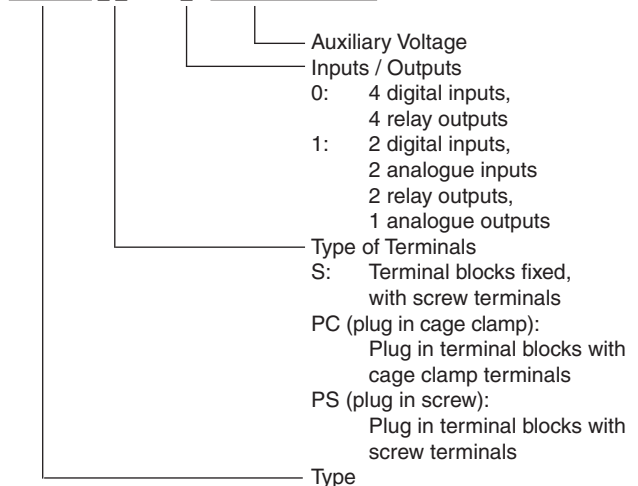 Auxiliary Voltage
Inputs / Outputs
0: 4 digital inputs,
4 relay outputs
1: 2 digital inputs,
2 analogue inputs
2 relay outputs,
1 analogue outputs
Type of Terminals
S: Terminal blocks fixed,
with screw terminals
PC (plug in cage clamp):
Plug in terminal blocks with
cage clamp terminals
PS (plug in screw):
Plug in terminal blocks with
screw terminals
Type